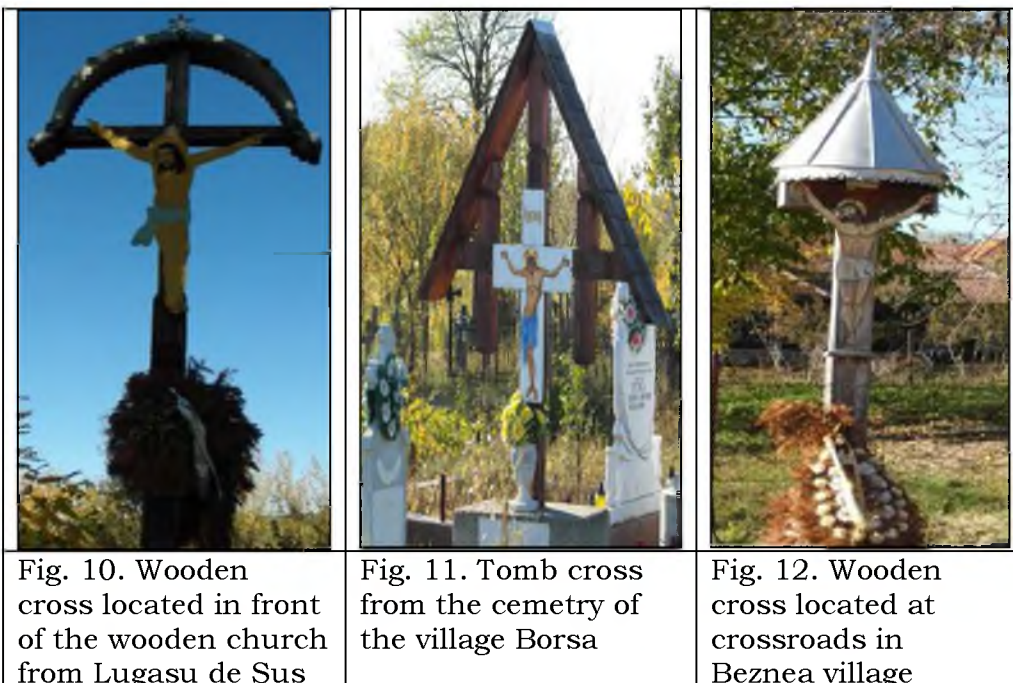 Fig. 10. Wooden
cross located in front
of the wooden church
from Lugasu de Sus
Fig. 11. Tomb cross
from the cemetry of
the village Borsa
Fig. 12. Wooden
cross located at
crossroads in
Beznea village